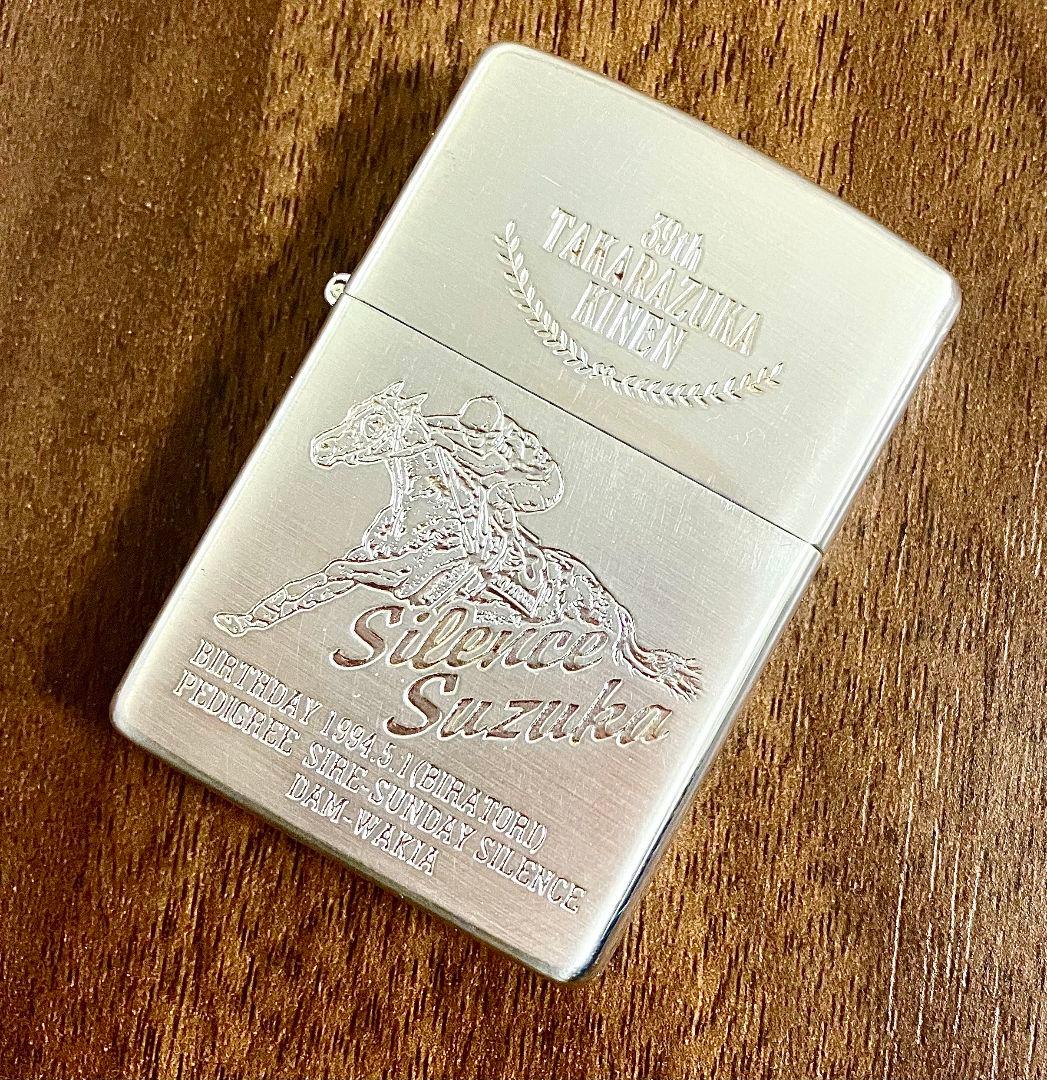 39th
TAKARAZUKA
KINEN
Silence
Suzuka
BIRTHDAY 1994.5.1(BIRATORI)
PEDIGREE SIRE-SUNDAY SILENCE
DAM-WAKIA